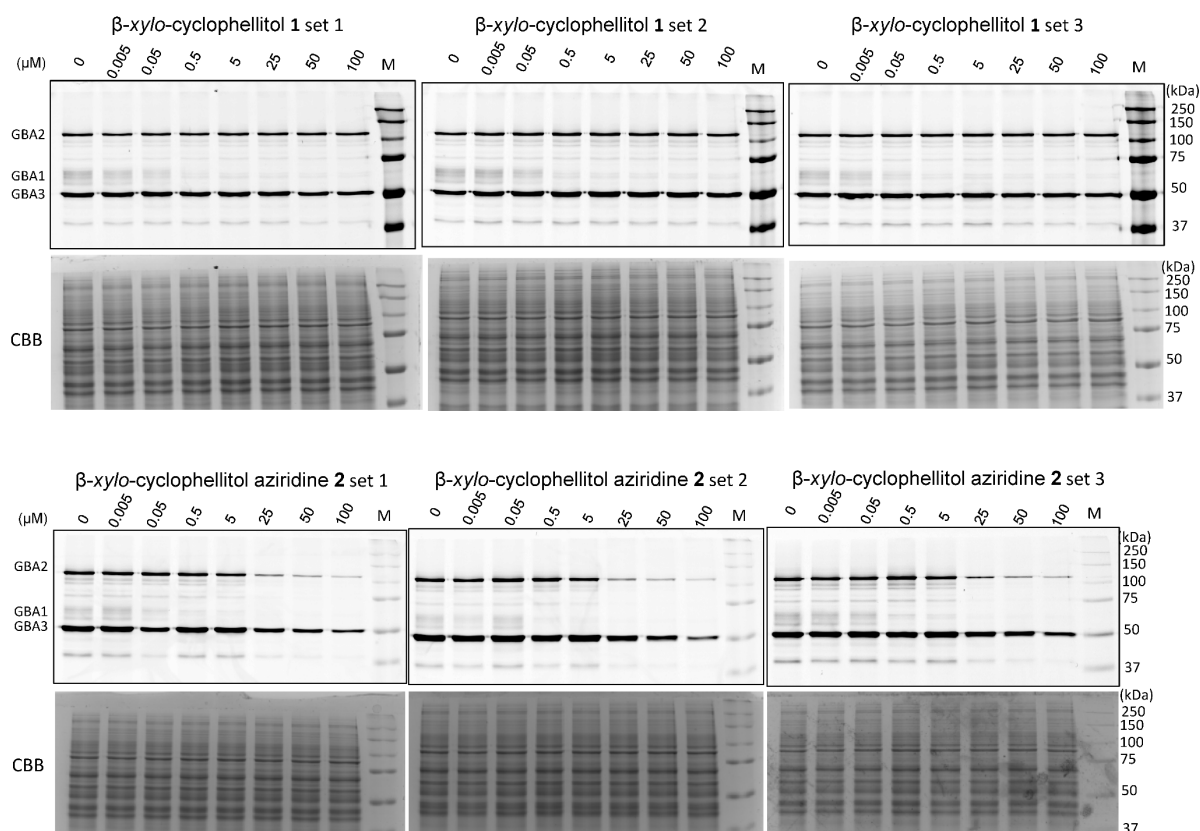 β-xylo-cyclophellitol 1 set 1
β-xylo-cyclophellitol 1 set 2
β-xylo-cyclophellitol 1 set 3
(μM) 0 0.005 0.05 0.5 5 25 50 100 M
0 0.005 0.05 0.5 5 25 50 100 M
0 0.005 0.05 0.5 5 25 50 100 M
(kDa)
250
150
100
75
50
37
GBA2
GBA1
GBA3
CBB
(kDa)
250
150
100
75
50
37
β-xylo-cyclophellitol aziridine 2 set 1
β-xylo-cyclophellitol aziridine 2 set 2
β-xylo-cyclophellitol aziridine 2 set 3
(μM) 0 0.005 0.05 0.5 5 25 50 100 M
0 0.005 0.05 0.5 5 25 50 100 M
0 0.005 0.05 0.5 5 25 50 100 M
(kDa)
250
150
100
75
50
37
GBA2
GBA1
GBA3
CBB
(kDa)
250
150
100
75
50
37